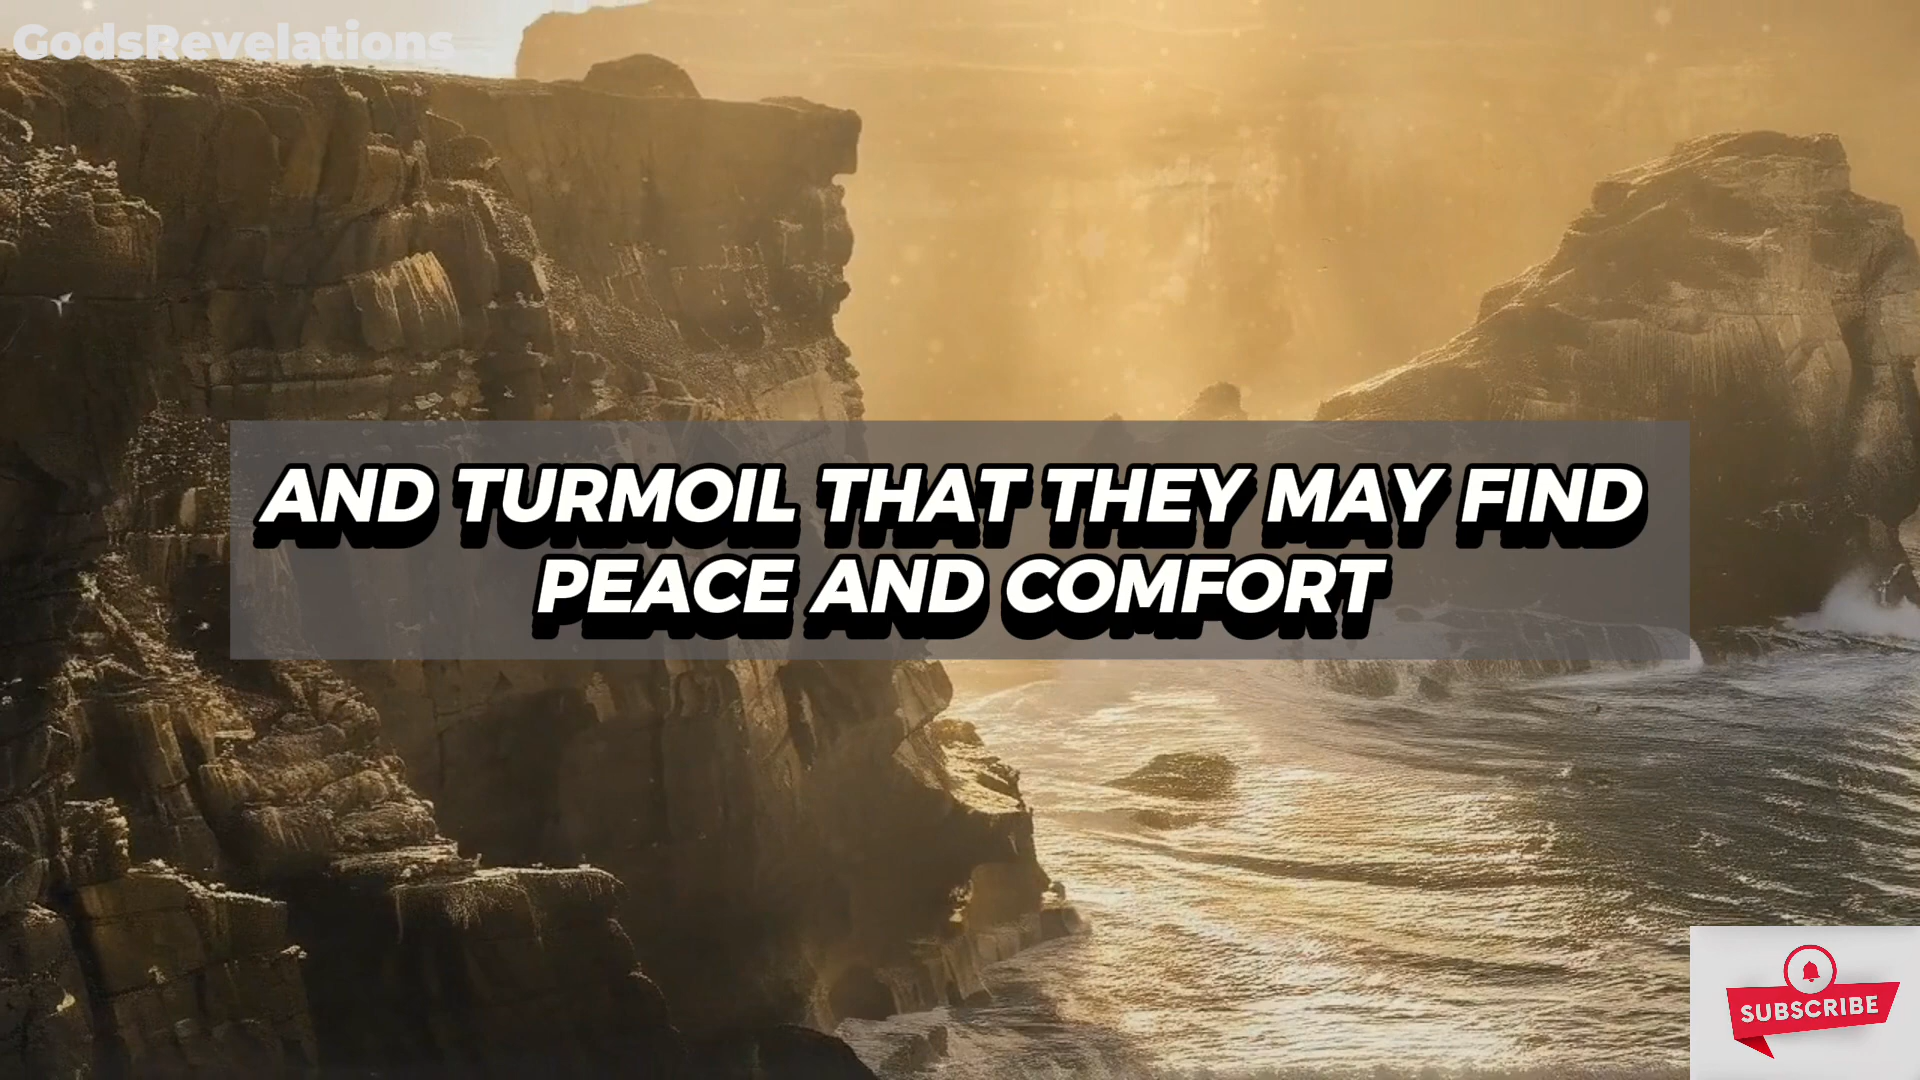 GodsRevelations
AND TURMOIL THAT THEY MAY FIND
PEACE AND COMFORT
SUBSCRIBE